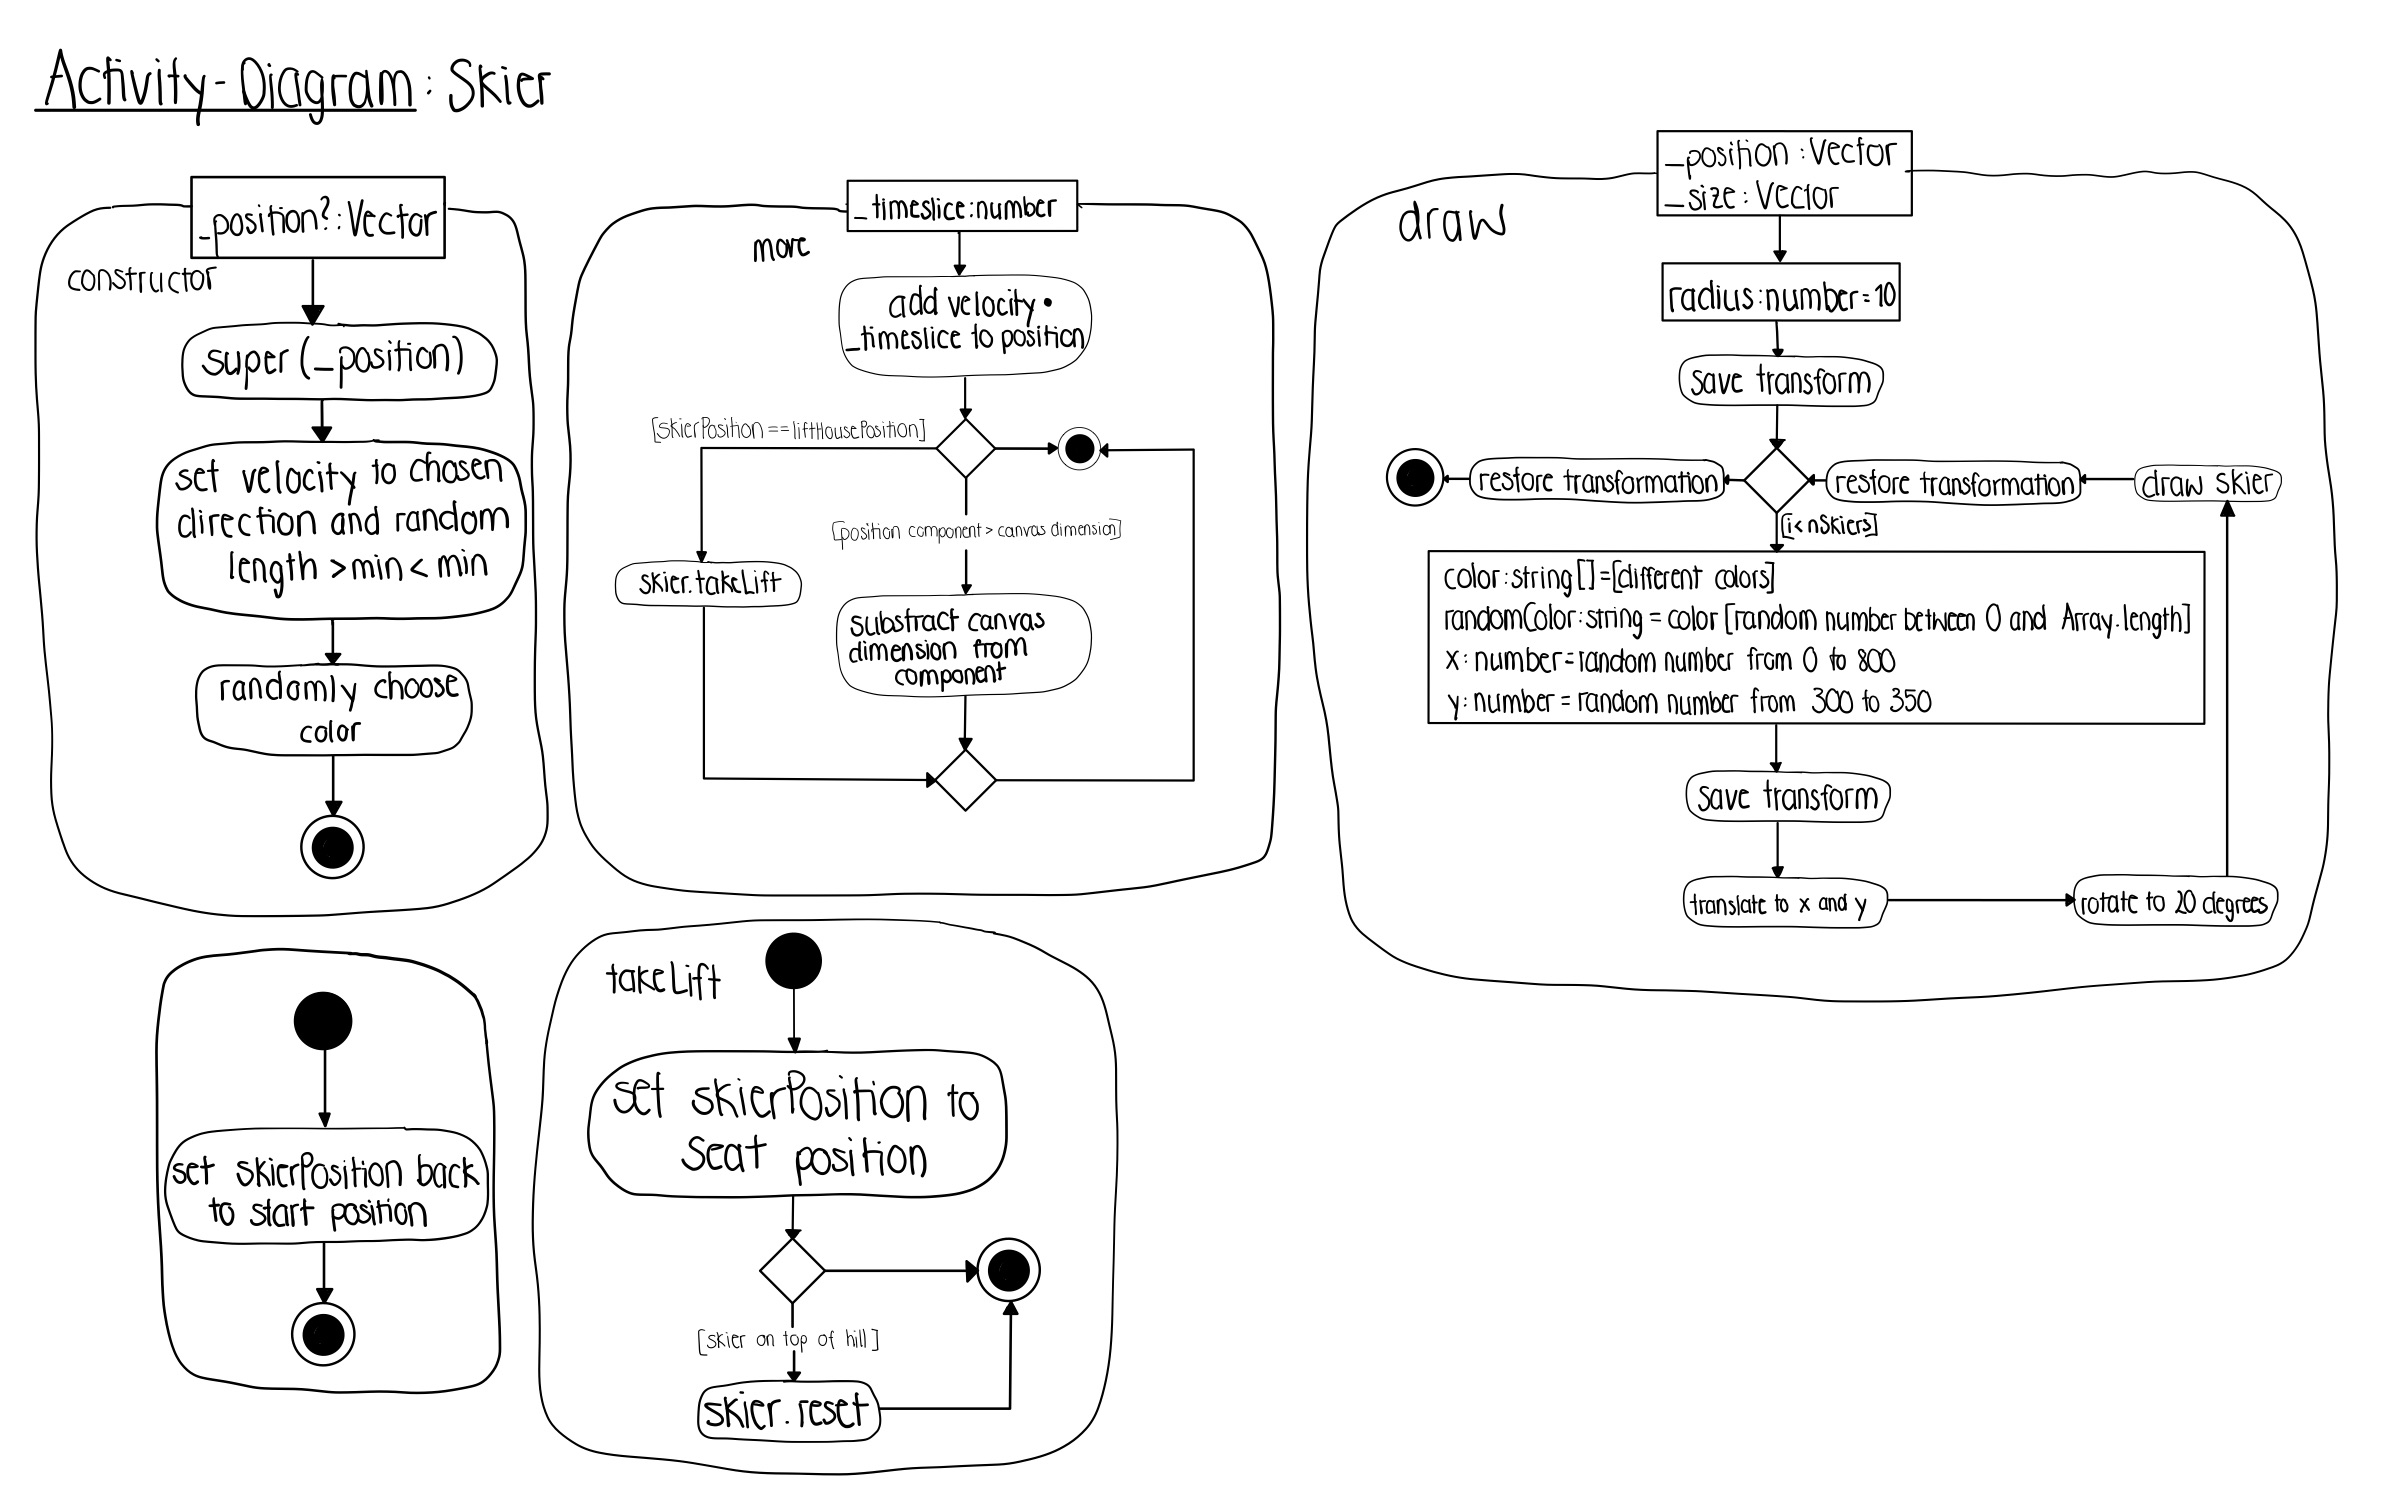 Activity-Diagram: Skier
_position?: Vector
constructor
super (_position)
set velocity to chosen
direction and random
length > min < min
randomly choose
color
_timeslice: number
move
add velocity •
_timeslice to position
[skierPosition == liftHousePosition]
[position component > canvas dimension]
skier.takeLift
substract canvas
dimension from
component
_position : Vector
_size : Vector
draw
radius: number = 10
save transform
restore transformation
restore transformation
draw skier
[i < nSkiers]
color: string [] = [different colors]
randomColor: string = color [random number between 0 and Array.length]
x: number = random number from 0 to 800
y: number = random number from 300 to 350
save transform
translate to x and y
rotate to 20 degrees
set skierPosition back
to start position
takeLift
set skierPosition to
seat position
[skier on top of hill]
skier.reset